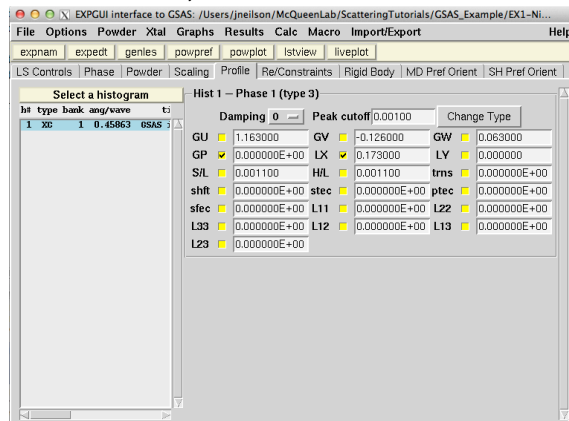 EXPGUI interface to GSAS: /Users/jneilson/McQueenLab/ScatteringTutorials/GSAS_Example/EX1-Ni...
File Options Powder Xtal Graphs Results Calc Macro Import/Export Help
expnam expedt genles powpref powplot lstview liveplot
LS Controls Phase Powder Scaling Profile Re/Constraints Rigid Body MD Pref Orient SH Pref Orient
Select a histogram
h# type bank ang/wave
1 XC 1 0.45863 GSAS
Hist 1 – Phase 1 (type 3)
Damping 0 Peak cutoff 0.00100 Change Type
GU 1.163000 GV -0.126000 GW 0.063000
GP 0.000000E+00 LX 0.173000 LY 0.000000
S/L 0.001100 H/L 0.001100 trns 0.000000E+00
shft 0.000000E+00 stec 0.000000E+00 ptec 0.000000E+00
sfec 0.000000E+00 L11 0.000000E+00 L22 0.000000E+00
L33 0.000000E+00 L12 0.000000E+00 L13 0.000000E+00
L23 0.000000E+00